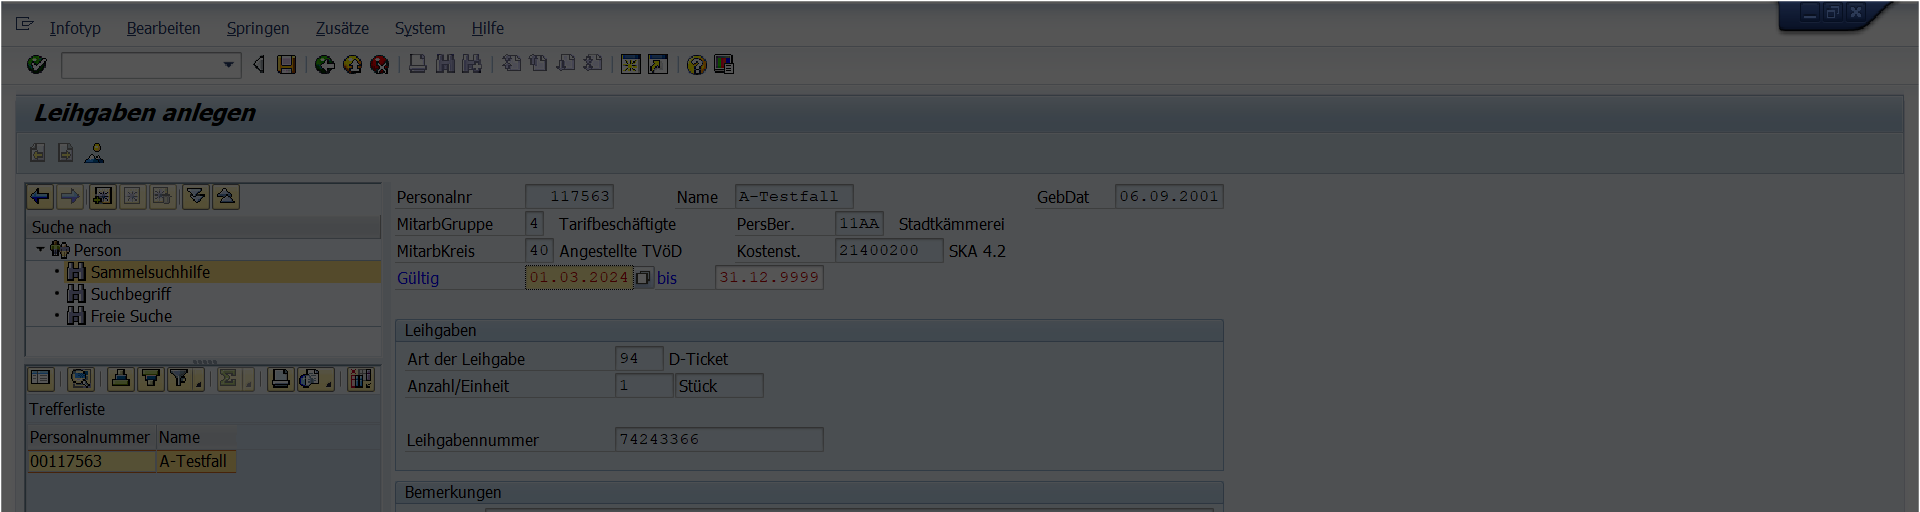 Infotyp Bearbeiten Springen Zusätze System Hilfe
Leihgaben anlegen
Suche nach
Person
Sammelsuchhilfe
Suchbegriff
Freie Suche
Trefferliste
Personalnummer Name
00117563 A-Testfall
Personalnr 117563 Name A-Testfall GebDat 06.09.2001
MitarbGruppe 4 Tarifbeschäftigte PersBer. 11AA Stadtkämmerei
MitarbKreis 40 Angestellte TVöD Kostenst. 21400200 SKA 4.2
Gültig 01.03.2024 bis 31.12.9999
Leihgaben
Art der Leihgabe 94 D-Ticket
Anzahl/Einheit 1 Stück
Leihgabennummer 74243366
Bemerkungen